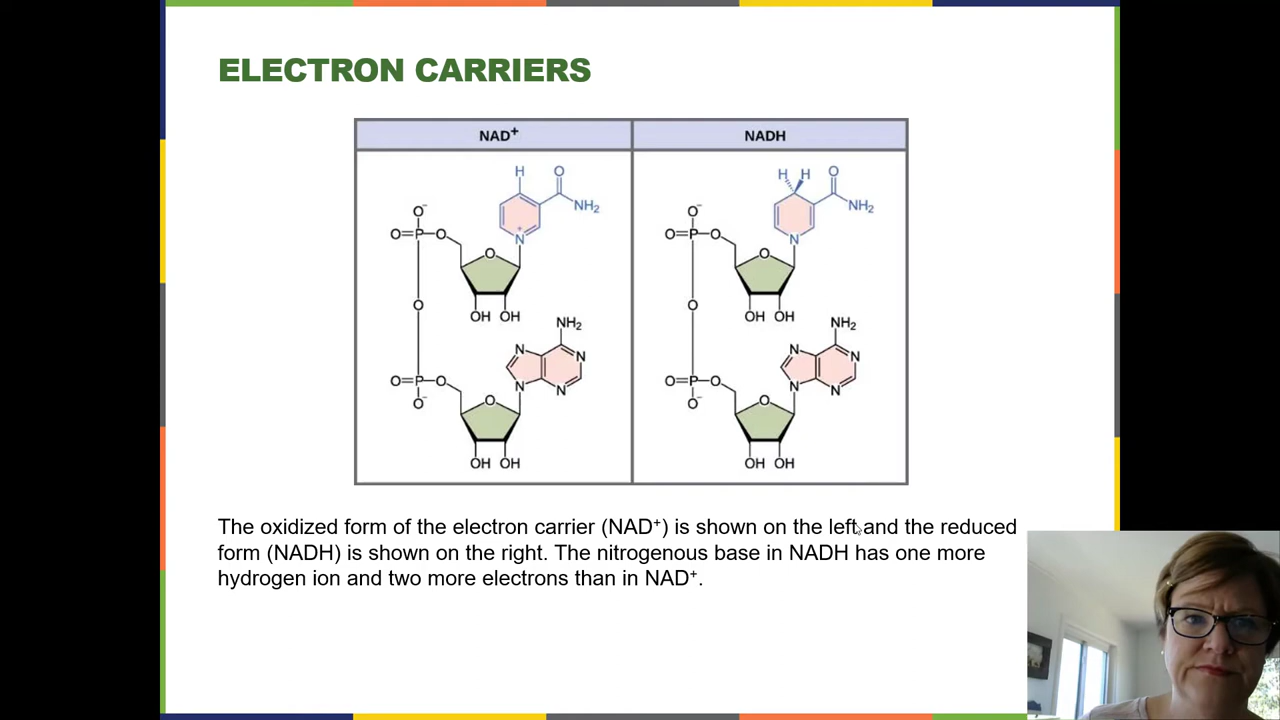 ELECTRON CARRIERS
NAD⁺ NADH
H O H H O
NH₂ NH₂
O⁻ O⁻
O=P–O N⁺ O=P–O N
O O
O O
OH OH OH OH
NH₂ NH₂
N N N N
O=P–O N N O=P–O N N
O⁻ O O⁻ O
OH OH OH OH
The oxidized form of the electron carrier (NAD⁺) is shown on the left and the reduced
form (NADH) is shown on the right. The nitrogenous base in NADH has one more
hydrogen ion and two more electrons than in NAD⁺.